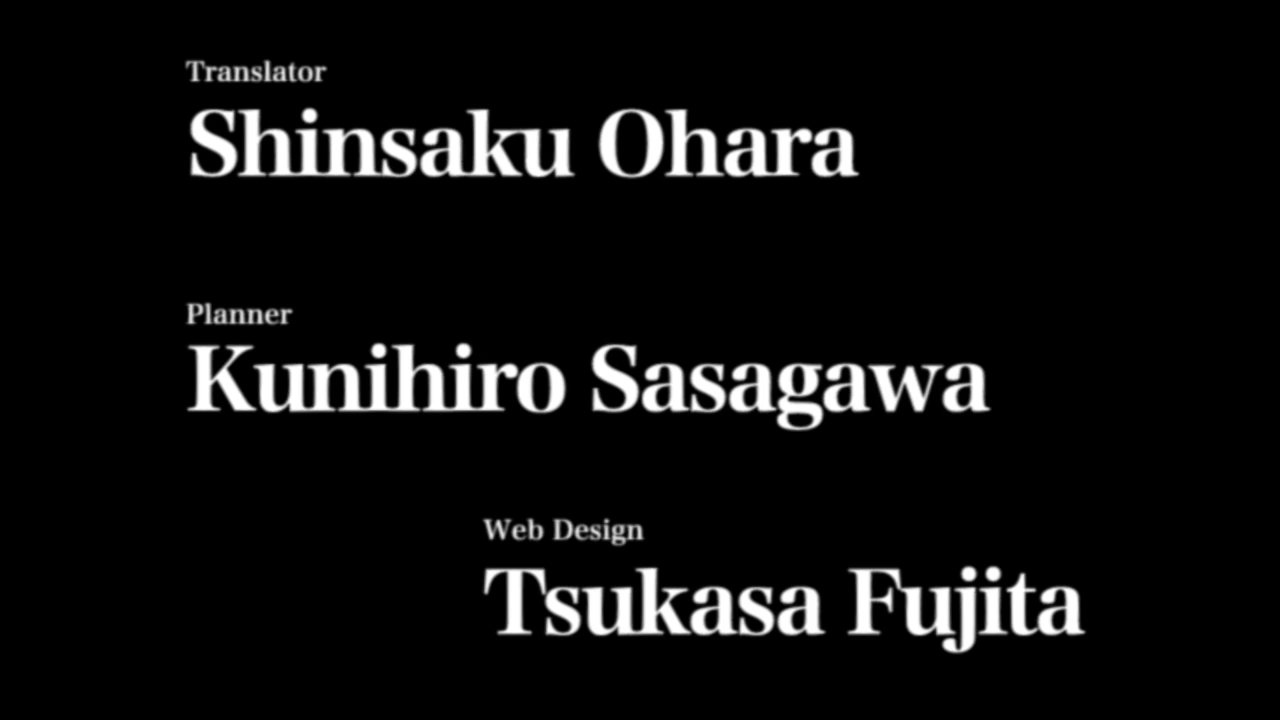 Translator
Shinsaku Ohara
Planner
Kunihiro Sasagawa
Web Design
Tsukasa Fujita